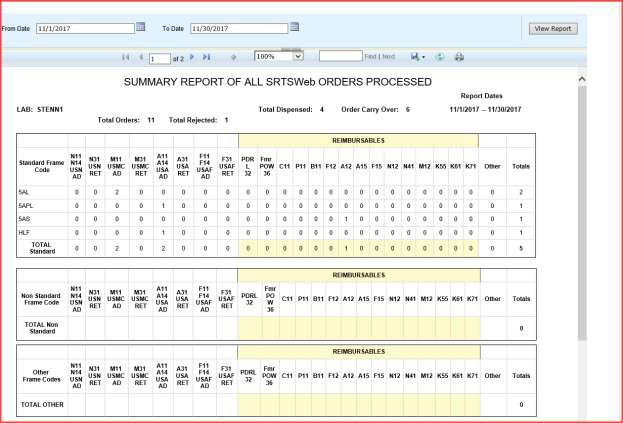 From Date 11/1/2017 To Date 11/30/2017 View Report
1 of 2 100% Find | Next
SUMMARY REPORT OF ALL SRTSWeb ORDERS PROCESSED
Report Dates
LAB: STENN1 Total Dispensed: 4 Order Carry Over: 6 11/1/2017 -- 11/30/2017
Total Orders: 11 Total Rejected: 1
REIMBURSABLES
Standard Frame Code N11 N14 USN AD N31 USN RET M11 USMC AD M31 USMC RET A11 A14 USA AD A31 USA RET F11 F14 USAF AD F31 USAF RET PDRL 32 Fmr POW 36 C11 P11 B11 F12 A12 A15 F15 N12 N41 M12 K55 K61 K71 Other Totals
5AL 0 0 2 0 0 0 0 0 0 0 0 0 0 0 0 0 0 0 0 0 0 0 0 0 2
5APL 0 0 0 0 1 0 0 0 0 0 0 0 0 0 0 0 0 0 0 0 0 0 0 0 1
5AS 0 0 0 0 0 0 0 0 0 0 0 0 0 0 1 0 0 0 0 0 0 0 0 0 1
HLF 0 0 0 0 1 0 0 0 0 0 0 0 0 0 0 0 0 0 0 0 0 0 0 0 1
TOTAL Standard 0 0 2 0 2 0 0 0 0 0 0 0 0 0 1 0 0 0 0 0 0 0 0 0 5
REIMBURSABLES
Non Standard Frame Code N11 N14 USN AD N31 USN RET M11 USMC AD M31 USMC RET A11 A14 USA AD A31 USA RET F11 F14 USAF AD F31 USAF RET PDRL 32 Fmr POW 36 C11 P11 B11 F12 A12 A15 F15 N12 N41 M12 K55 K61 K71 Other Totals
TOTAL Non Standard 0
REIMBURSABLES
Other Frame Codes N11 N14 USN AD N31 USN RET M11 USMC AD M31 USMC RET A11 A14 USA AD A31 USA RET F11 F14 USAF AD F31 USAF RET PDRL 32 Fmr POW 36 C11 P11 B11 F12 A12 A15 F15 N12 N41 M12 K55 K61 K71 Other Totals
TOTAL OTHER 0